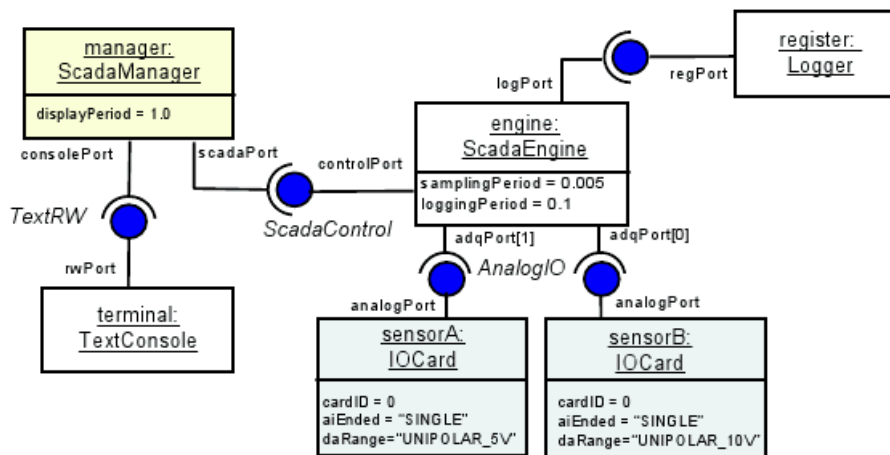 manager:
ScadaManager
displayPeriod = 1.0
register:
Logger
logPort
regPort
engine:
ScadaEngine
samplingPeriod = 0.005
loggingPeriod = 0.1
consolePort
scadaPort
controlPort
TextRW
ScadaControl
adqPort[1]
adqPort[0]
AnalogIO
rwPort
analogPort
analogPort
terminal:
TextConsole
sensorA:
IOCard
cardID = 0
aiEnded = "SINGLE"
daRange="UNIPOLAR_5V"
sensorB:
IOCard
cardID = 0
aiEnded = "SINGLE"
daRange="UNIPOLAR_10V"